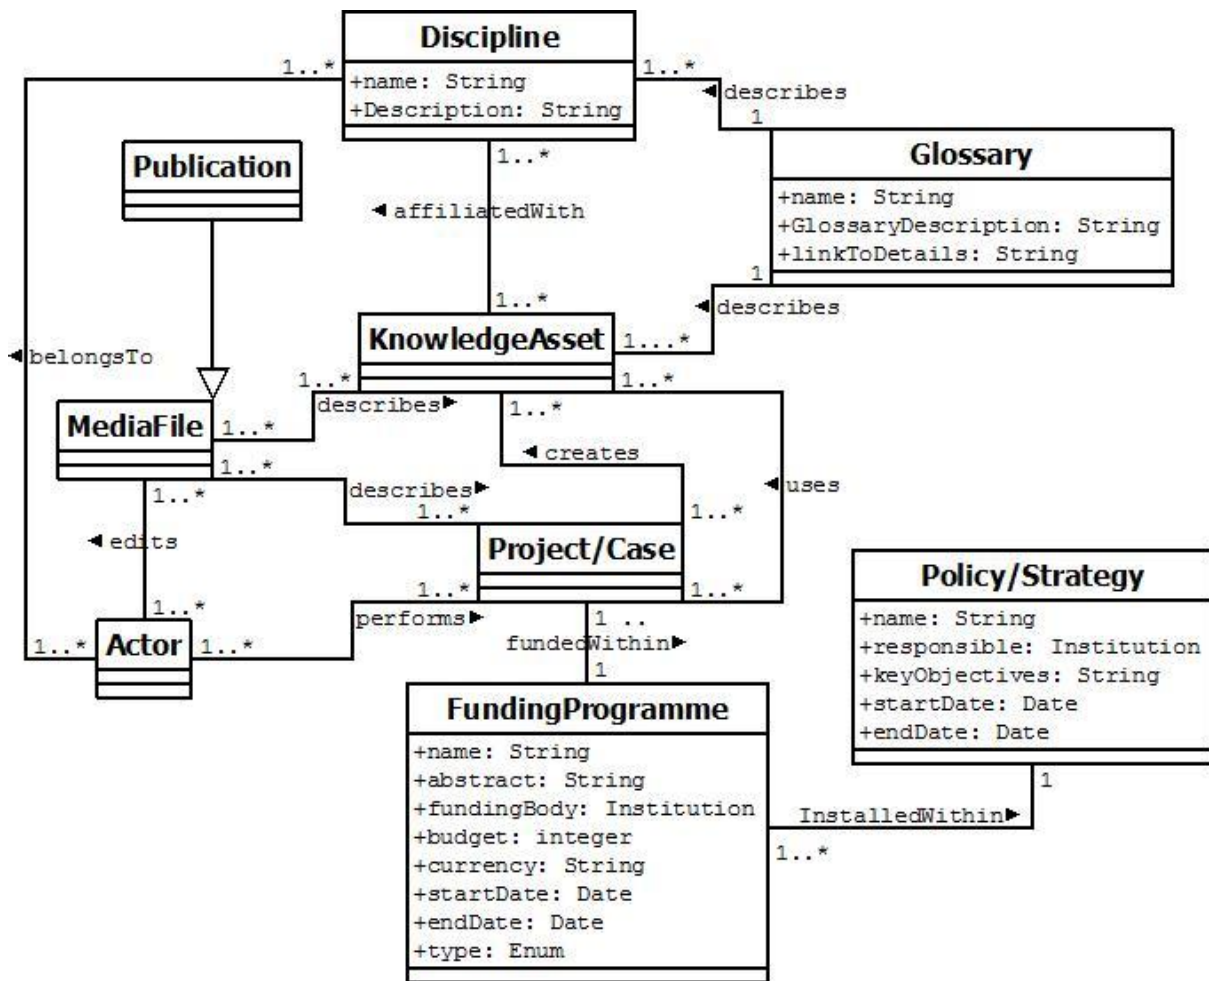 Discipline
+name: String
+Description: String
1..*
1..*
◄ describes
1
Publication
1..*
Glossary
+name: String
+GlossaryDescription: String
+linkToDetails: String
◄ affiliatedWith
1
1..*
◄ describes
KnowledgeAsset
1...*
◄ belongsTo
1..*
1..*
describes ►
1..*
MediaFile
1..*
◄ creates
1..*
describes ►
◄ uses
1..*
1..*
1..*
◄ edits
Project/Case
Policy/Strategy
+name: String
+responsible: Institution
+keyObjectives: String
+startDate: Date
+endDate: Date
1..*
1..*
1..*
performs ►
1 ..
Actor
1..*
1..*
fundedWithin►
1
FundingProgramme
+name: String
+abstract: String
+fundingBody: Institution
+budget: integer
+currency: String
+startDate: Date
+endDate: Date
+type: Enum
1
InstalledWithin►
1..*